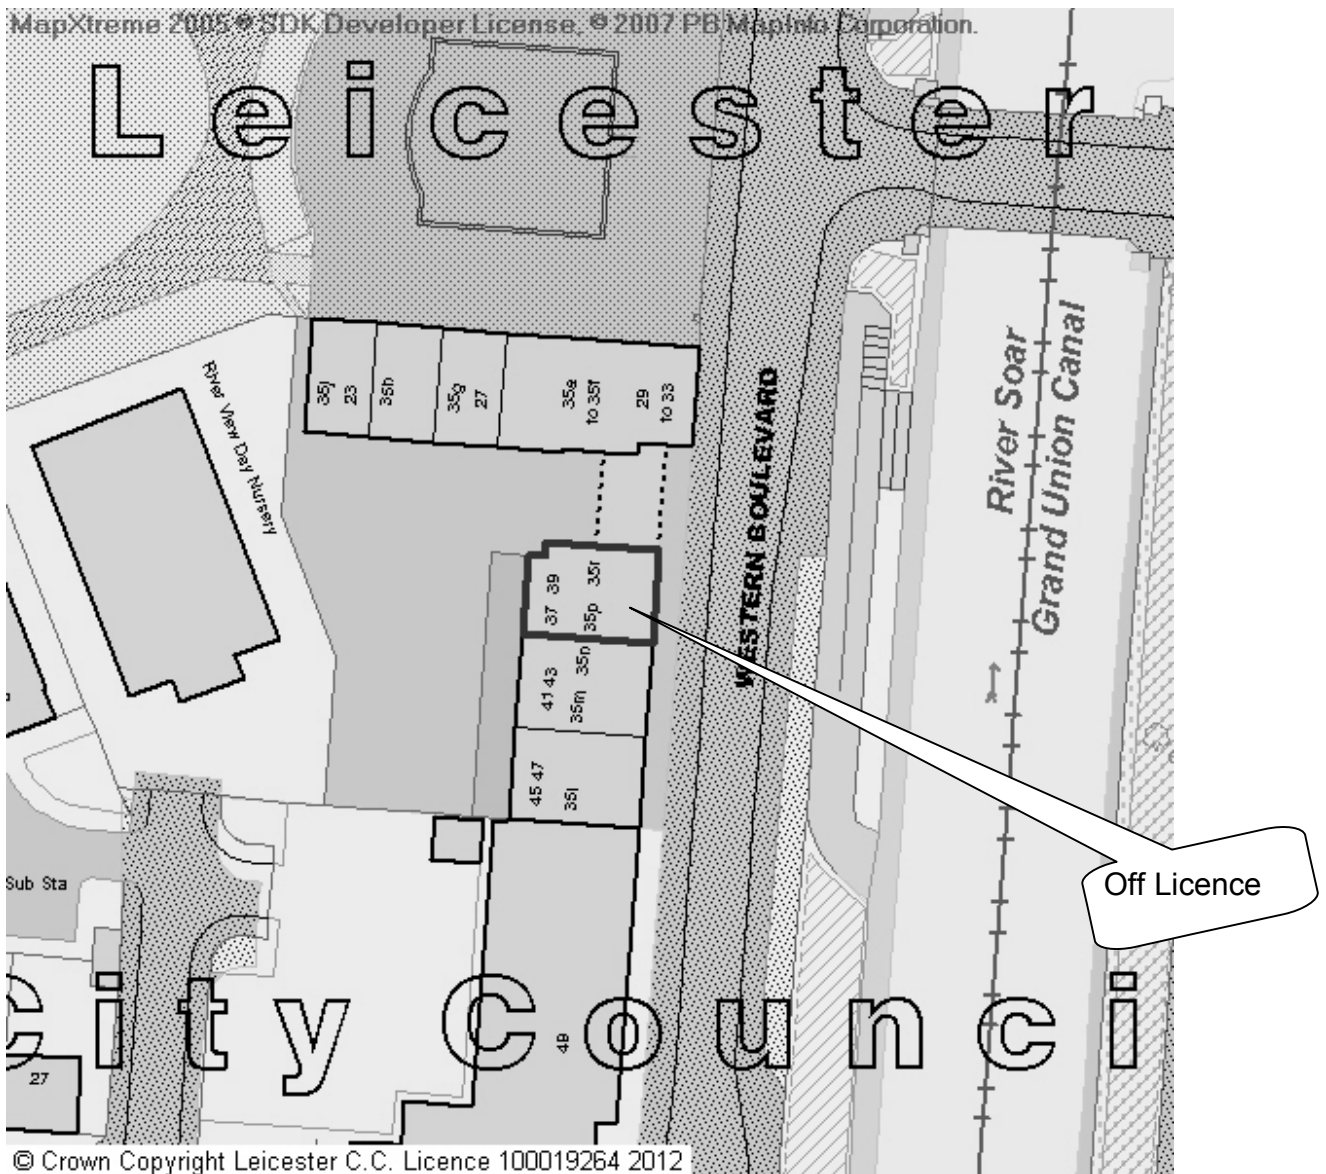 MapXtreme 2005 ® SDK Developer License, © 2007 PB MapInfo Corporation.
Leicester
River View Day Nursery
35j
23
35h
35g
27
35e
to 35f
29
to 33
WESTERN BOULEVARD
River Soar
Grand Union Canal
37 39
35p 35r
41 43
35m 35n
45 47
35l
Off Licence
Sub Sta
City Counci
49
27
© Crown Copyright Leicester C.C. Licence 100019264 2012